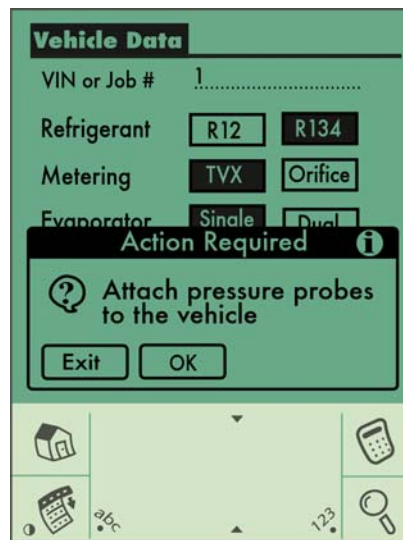 Vehicle Data
VIN or Job # 1
Refrigerant R12 R134
Metering TVX Orifice
Evaporator Single Dual
Action Required i
? Attach pressure probes
to the vehicle
Exit OK
abc 123